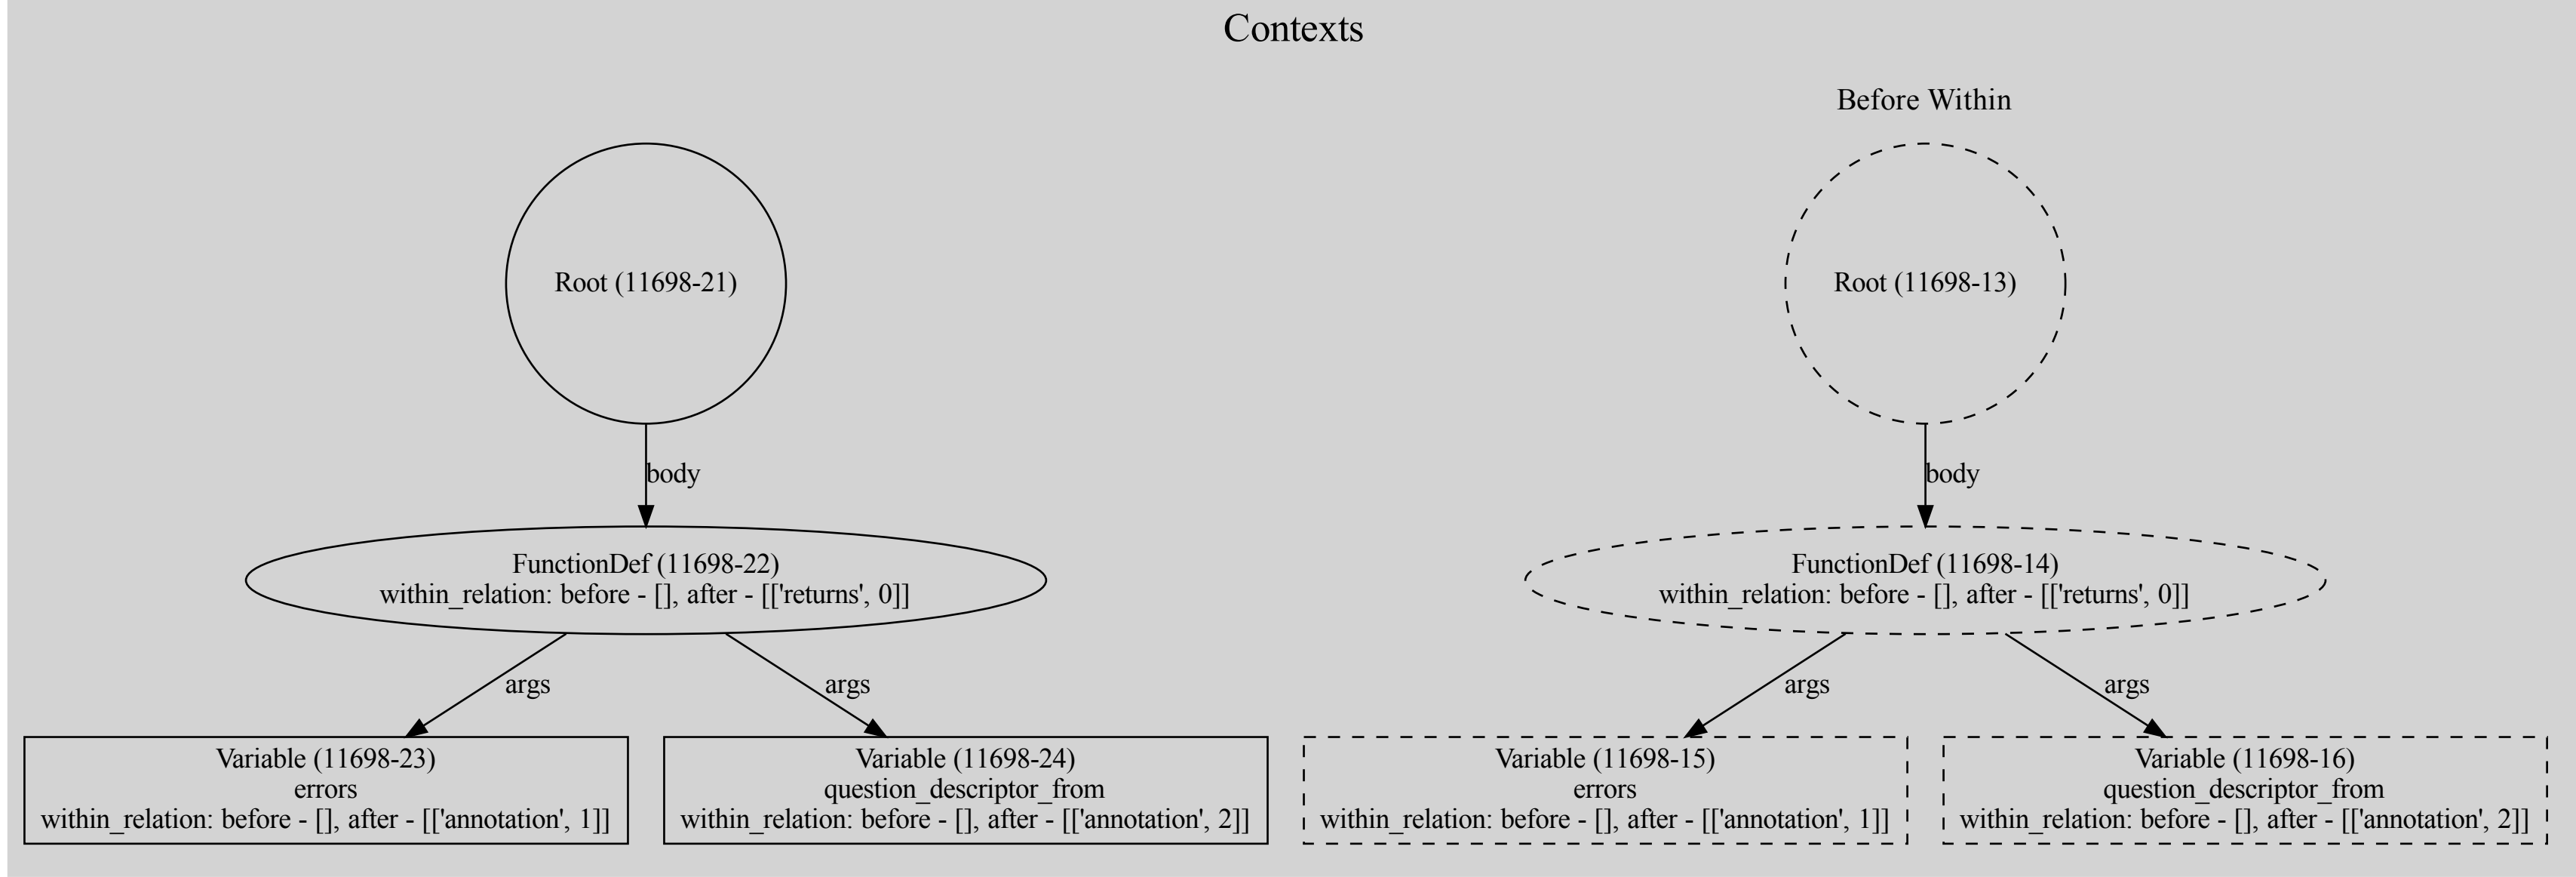 Contexts
Before Within
Root (11698-21)
Root (11698-13)
body
body
FunctionDef (11698-22)
within_relation: before - [], after - [['returns', 0]]
FunctionDef (11698-14)
within_relation: before - [], after - [['returns', 0]]
args
args
args
args
Variable (11698-23)
errors
within_relation: before - [], after - [['annotation', 1]]
Variable (11698-24)
question_descriptor_from
within_relation: before - [], after - [['annotation', 2]]
Variable (11698-15)
errors
within_relation: before - [], after - [['annotation', 1]]
Variable (11698-16)
question_descriptor_from
within_relation: before - [], after - [['annotation', 2]]